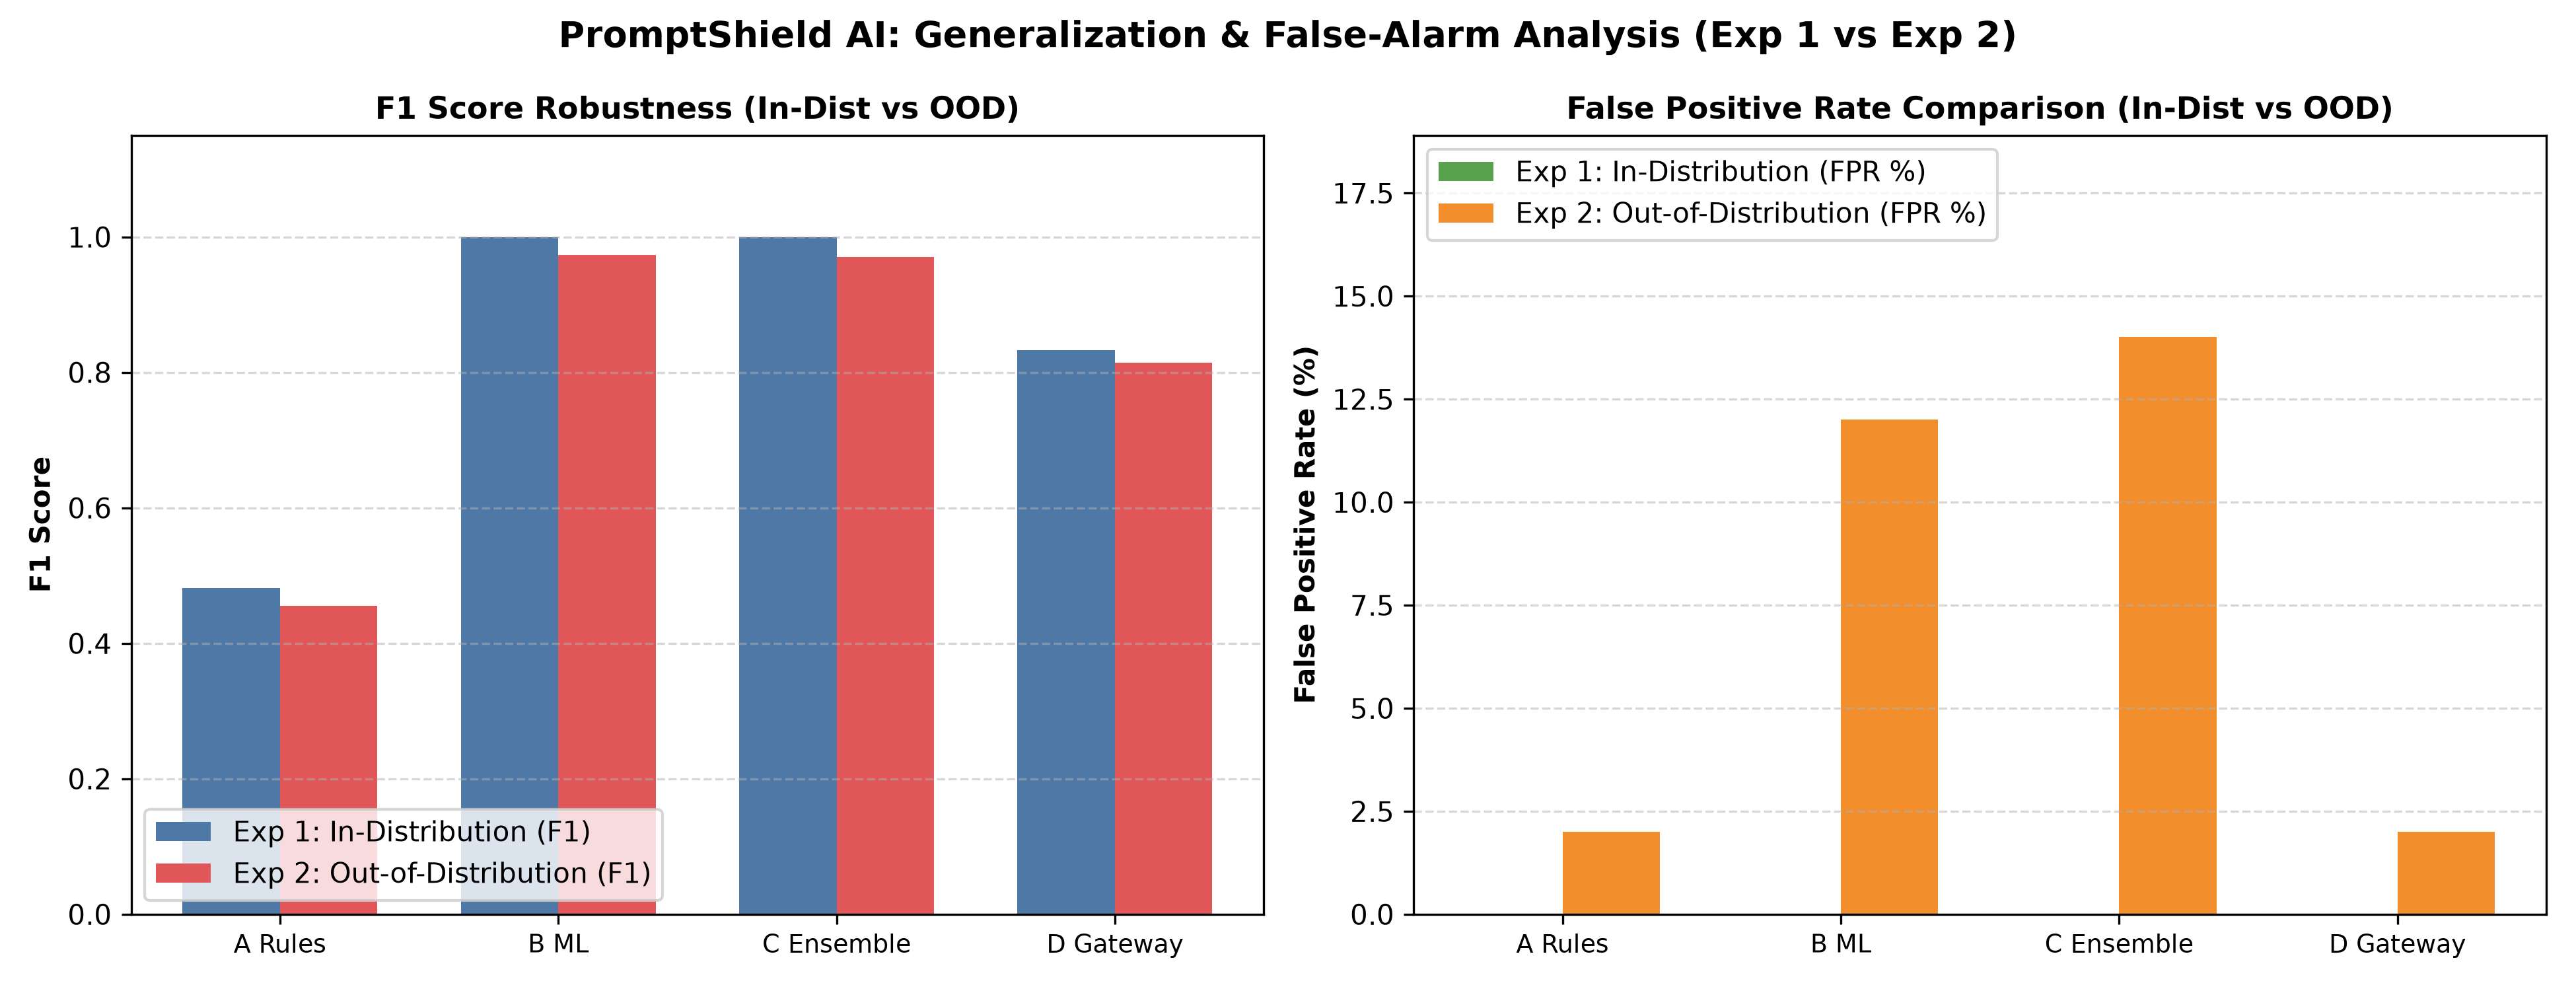 PromptShield AI: Generalization & False-Alarm Analysis (Exp 1 vs Exp 2)
F1 Score Robustness (In-Dist vs OOD)
F1 Score
1.0
0.8
0.6
0.4
0.2
0.0
Exp 1: In-Distribution (F1)
Exp 2: Out-of-Distribution (F1)
A Rules
B ML
C Ensemble
D Gateway
False Positive Rate Comparison (In-Dist vs OOD)
False Positive Rate (%)
Exp 1: In-Distribution (FPR %)
Exp 2: Out-of-Distribution (FPR %)
17.5
15.0
12.5
10.0
7.5
5.0
2.5
0.0
A Rules
B ML
C Ensemble
D Gateway